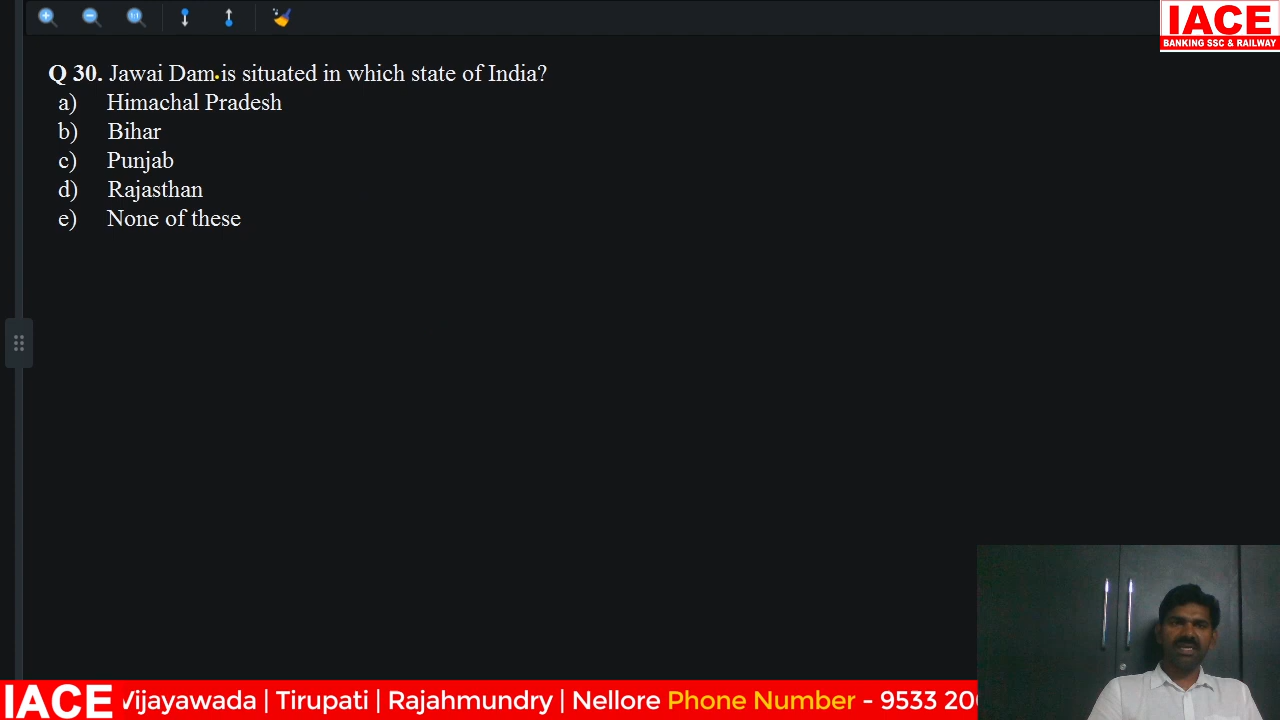 IACE
BANKING SSC & RAILWAY
Q 30. Jawai Dam is situated in which state of India?
a) Himachal Pradesh
b) Bihar
c) Punjab
d) Rajasthan
e) None of these
IACE Vijayawada | Tirupati | Rajahmundry | Nellore Phone Number - 9533 20